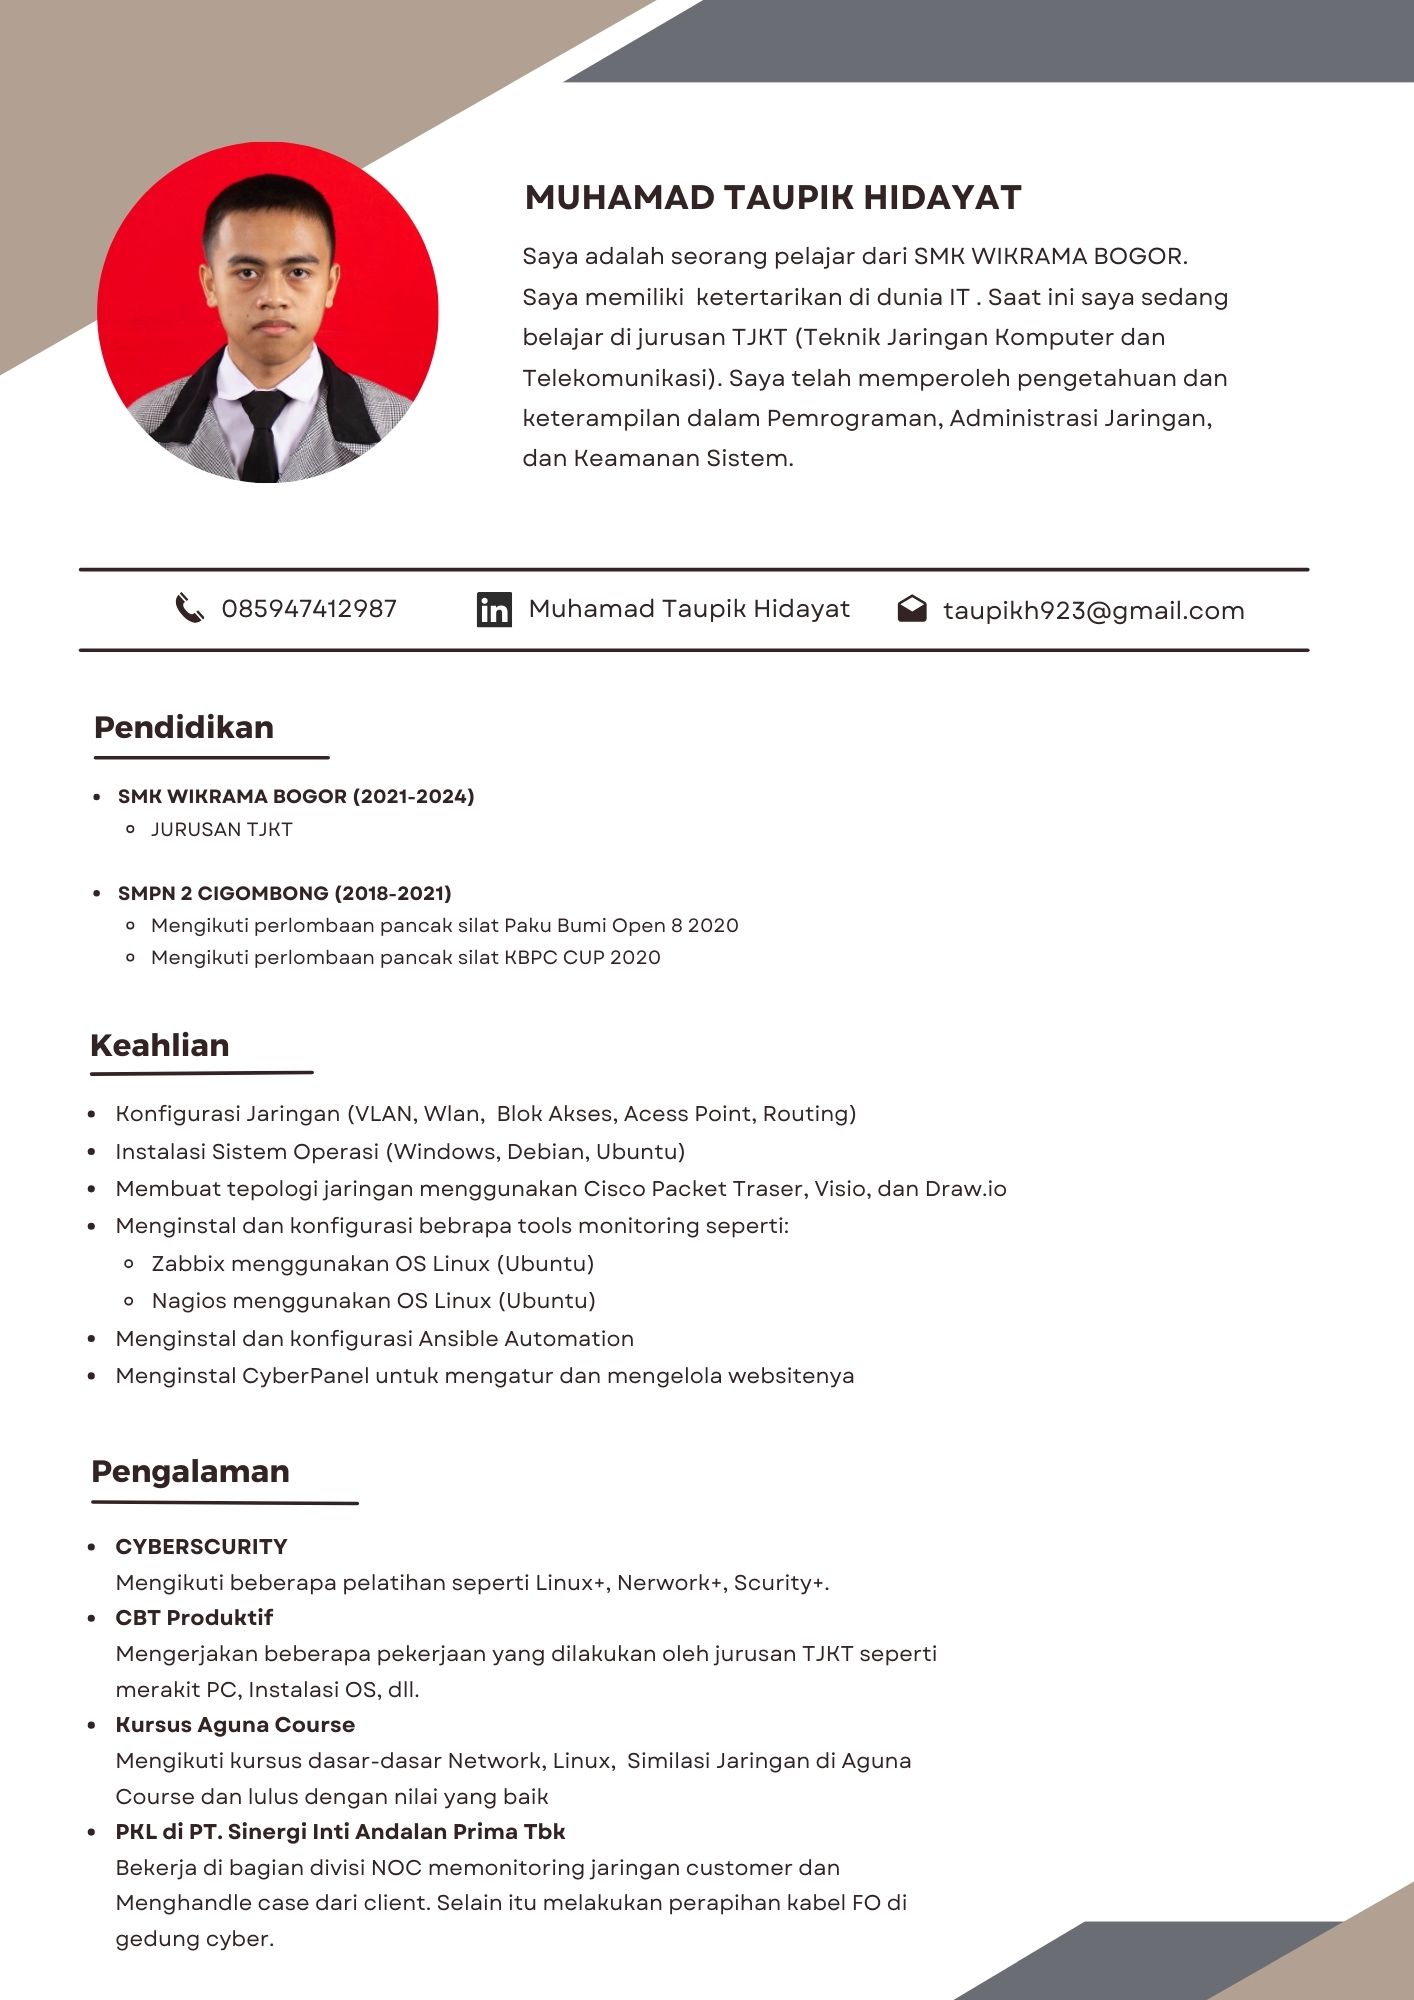 MUHAMAD TAUPIK HIDAYAT
Saya adalah seorang pelajar dari SMK WIKRAMA BOGOR.
Saya memiliki  ketertarikan di dunia IT . Saat ini saya sedang
belajar di jurusan TJKT (Teknik Jaringan Komputer dan
Telekomunikasi). Saya telah memperoleh pengetahuan dan
keterampilan dalam Pemrograman, Administrasi Jaringan,
dan Keamanan Sistem.
085947412987
in Muhamad Taupik Hidayat
taupikh923@gmail.com
Pendidikan
• SMK WIKRAMA BOGOR (2021-2024)
◦ JURUSAN TJKT
• SMPN 2 CIGOMBONG (2018-2021)
◦ Mengikuti perlombaan pancak silat Paku Bumi Open 8 2020
◦ Mengikuti perlombaan pancak silat KBPC CUP 2020
Keahlian
• Konfigurasi Jaringan (VLAN, Wlan,  Blok Akses, Acess Point, Routing)
• Instalasi Sistem Operasi (Windows, Debian, Ubuntu)
• Membuat tepologi jaringan menggunakan Cisco Packet Traser, Visio, dan Draw.io
• Menginstal dan konfigurasi bebrapa tools monitoring seperti:
◦ Zabbix menggunakan OS Linux (Ubuntu)
◦ Nagios menggunakan OS Linux (Ubuntu)
• Menginstal dan konfigurasi Ansible Automation
• Menginstal CyberPanel untuk mengatur dan mengelola websitenya
Pengalaman
• CYBERSCURITY
Mengikuti beberapa pelatihan seperti Linux+, Nerwork+, Scurity+.
• CBT Produktif
Mengerjakan beberapa pekerjaan yang dilakukan oleh jurusan TJKT seperti
merakit PC, Instalasi OS, dll.
• Kursus Aguna Course
Mengikuti kursus dasar-dasar Network, Linux,  Similasi Jaringan di Aguna
Course dan lulus dengan nilai yang baik
• PKL di PT. Sinergi Inti Andalan Prima Tbk
Bekerja di bagian divisi NOC memonitoring jaringan customer dan
Menghandle case dari client. Selain itu melakukan perapihan kabel FO di
gedung cyber.